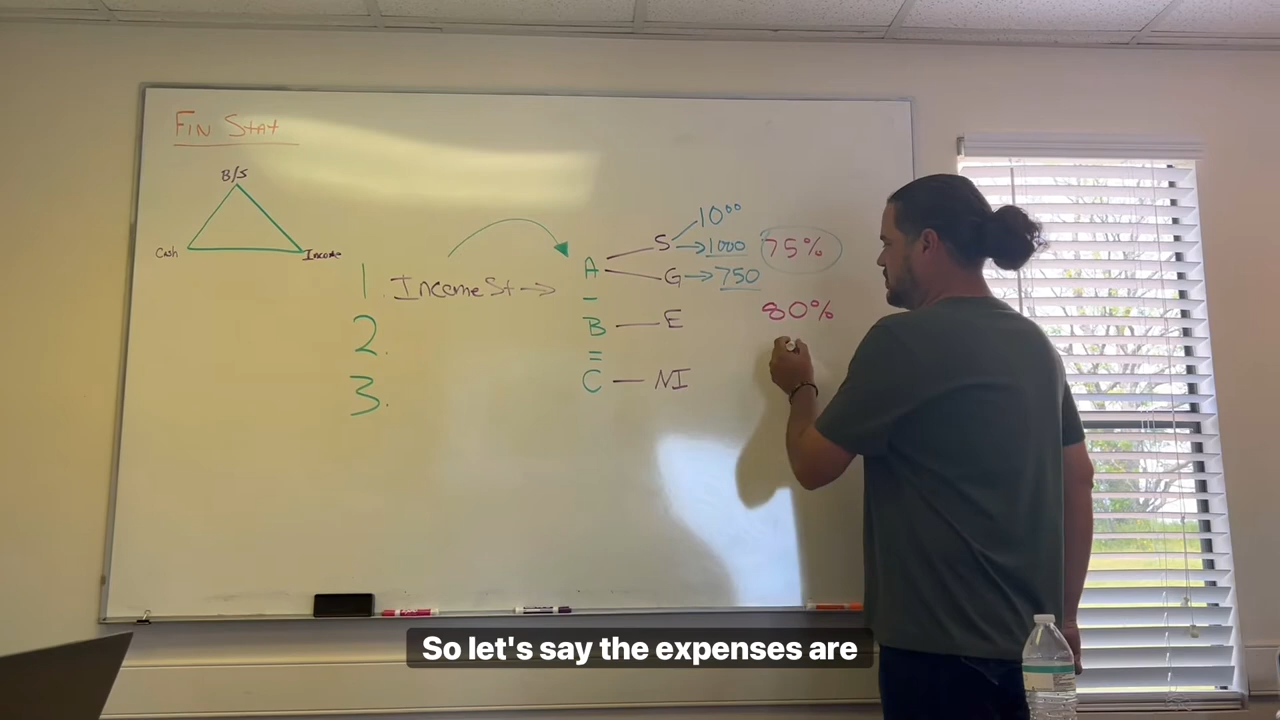 FIN Stat
B/S
Cash
Income
1. Income St →
2.
3.
A
S
10⁰⁰
→ 1000
75%
G → 750
–
B — E
80%
=
C — NI
So let's say the expenses are